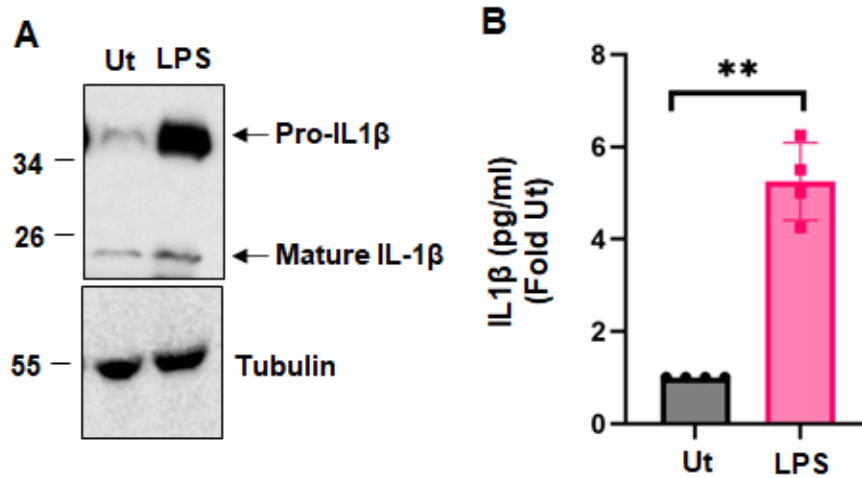 A
Ut LPS
Pro-IL1β
34
26
Mature IL-1β
55
Tubulin
B
IL1β (pg/ml)
(Fold Ut)
8
6
4
2
0
**
Ut
LPS